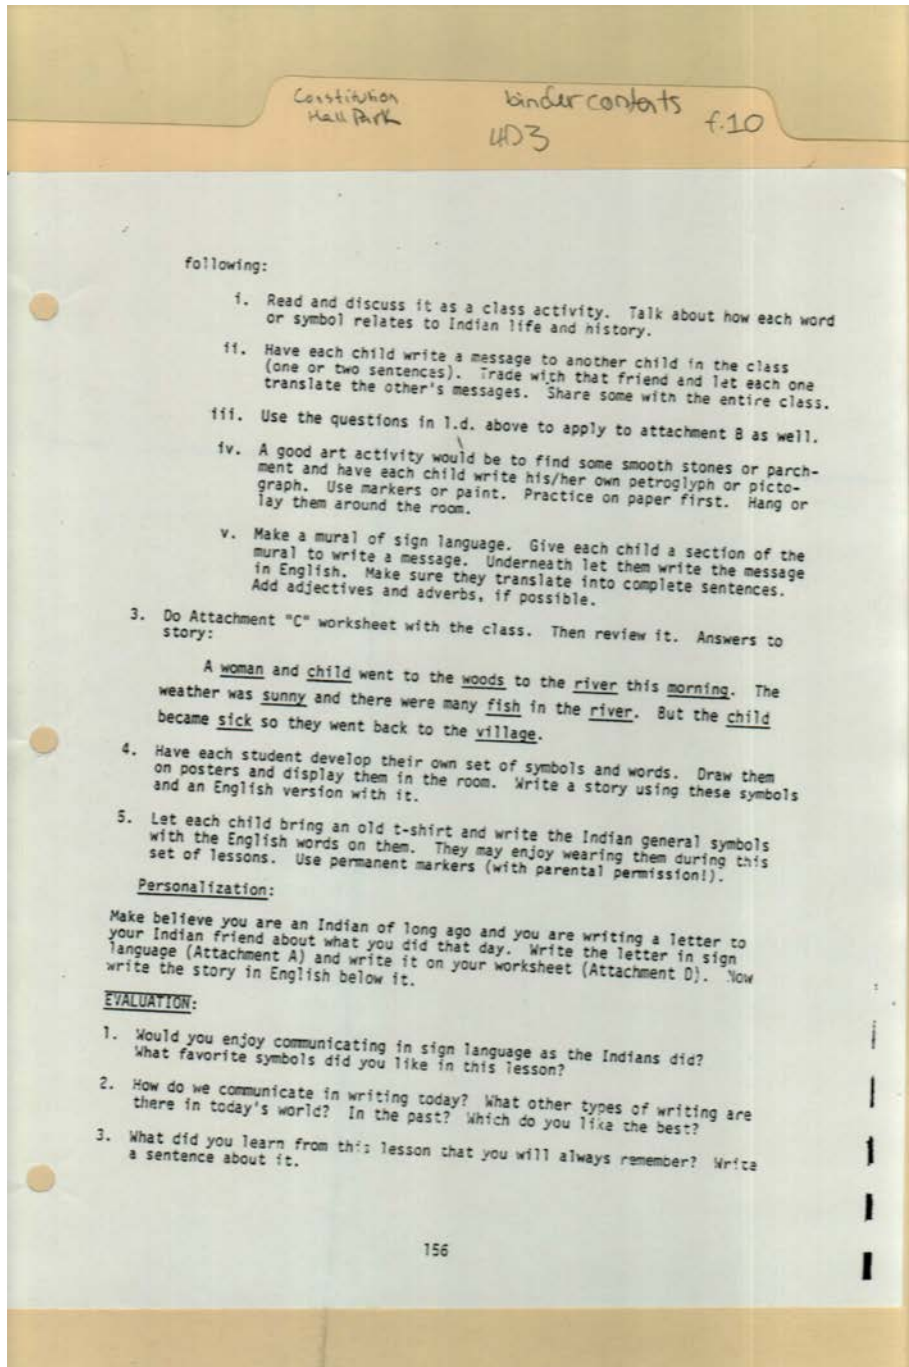 Constitution
Hall Park
binder contents
4D3
f.10
following:
i. Read and discuss it as a class activity. Talk about how each word
or symbol relates to Indian life and history.
ii. Have each child write a message to another child in the class
(one or two sentences). Trade with that friend and let each one
translate the other's messages. Share some with the entire class.
iii. Use the questions in 1.d. above to apply to attachment B as well.
iv. A good art activity would be to find some smooth stones or parch-
ment and have each child write his/her own petroglyph or picto-
graph. Use markers or paint. Practice on paper first. Hang or
lay them around the room.
v. Make a mural of sign language. Give each child a section of the
mural to write a message. Underneath let them write the message
in English. Make sure they translate into complete sentences.
Add adjectives and adverbs, if possible.
3. Do Attachment "C" worksheet with the class. Then review it. Answers to
story:
A woman and child went to the woods to the river this morning. The
weather was sunny and there were many fish in the river. But the child
became sick so they went back to the village.
4. Have each student develop their own set of symbols and words. Draw them
on posters and display them in the room. Write a story using these symbols
and an English version with it.
5. Let each child bring an old t-shirt and write the Indian general symbols
with the English words on them. They may enjoy wearing them during this
set of lessons. Use permanent markers (with parental permission!).
Personalization:
Make believe you are an Indian of long ago and you are writing a letter to
your Indian friend about what you did that day. Write the letter in sign
language (Attachment A) and write it on your worksheet (Attachment D). Now
write the story in English below it.
EVALUATION:
1. Would you enjoy communicating in sign language as the Indians did?
What favorite symbols did you like in this lesson?
2. How do we communicate in writing today? What other types of writing are
there in today's world? In the past? Which do you like the best?
3. What did you learn from this lesson that you will always remember? Write
a sentence about it.
156